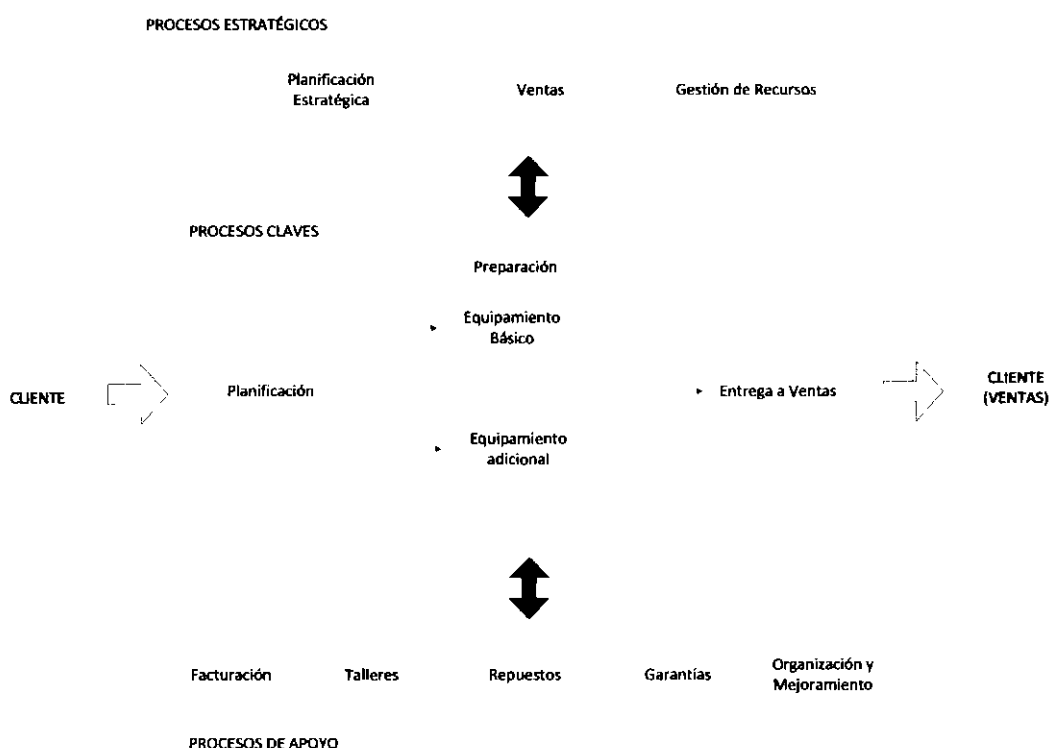 PROCESOS ESTRATÉGICOS
Planificación
Estratégica
Ventas
Gestión de Recursos
PROCESOS CLAVES
Preparación
Equipamiento
Básico
CLIENTE
Planificación
Entrega a Ventas
CLIENTE
(VENTAS)
Equipamiento
adicional
Facturación
Talleres
Repuestos
Garantías
Organización y
Mejoramiento
PROCESOS DE APOYO